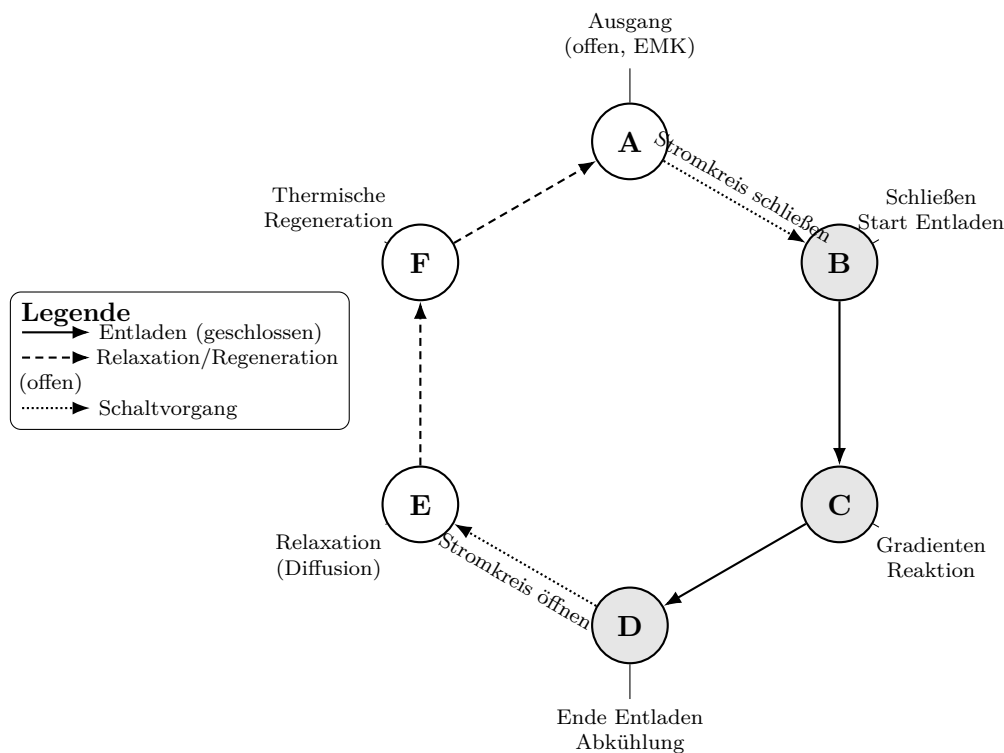 Ausgang
(offen, EMK)
A
Stromkreis schließen
Schließen
Start Entladen
B
Thermische
Regeneration
F
Legende
Entladen (geschlossen)
Relaxation/Regeneration
(offen)
Schaltvorgang
E
Relaxation
(Diffusion)
Stromkreis öffnen
C
Gradienten
Reaktion
D
Ende Entladen
Abkühlung